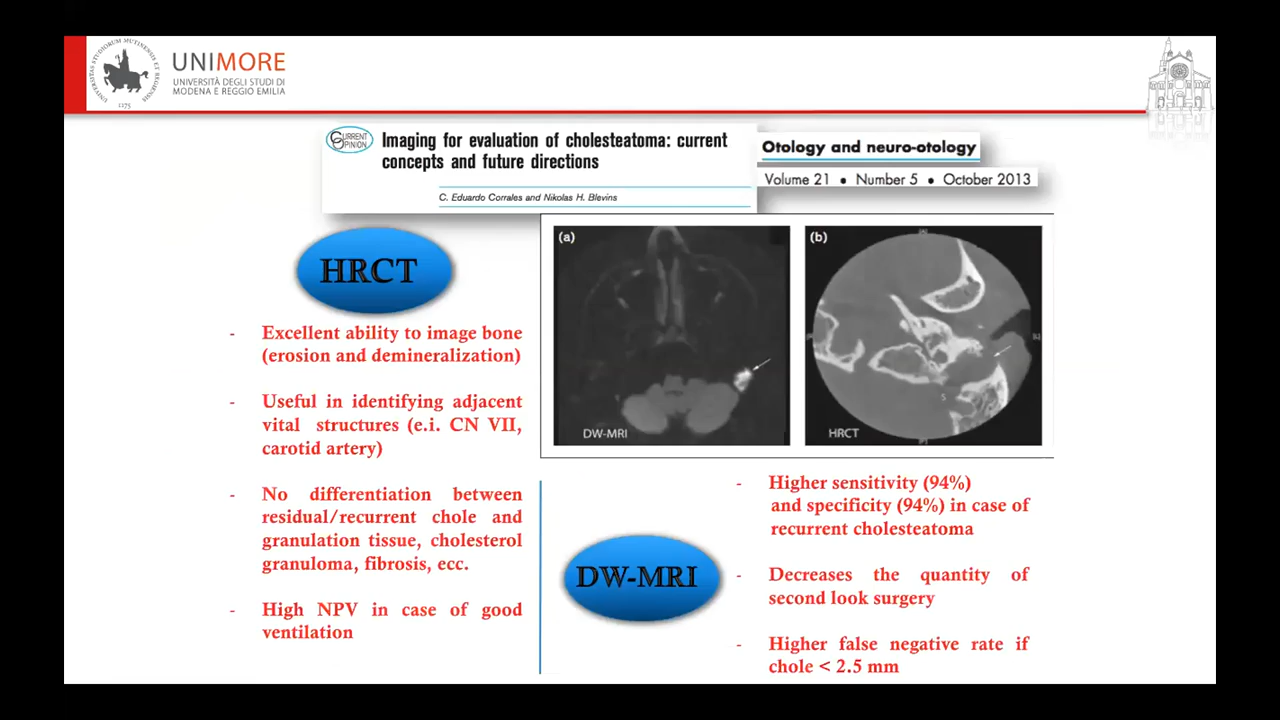 UNIMORE
UNIVERSITÀ DEGLI STUDI DI
MODENA E REGGIO EMILIA
1175
CURRENT
OPINION
Imaging for evaluation of cholesteatoma: current
concepts and future directions
C. Eduardo Corrales and Nikolas H. Blevins
Otology and neuro-otology
Volume 21 • Number 5 • October 2013
HRCT
- Excellent ability to image bone
(erosion and demineralization)
- Useful in identifying adjacent
vital structures (e.i. CN VII,
carotid artery)
- No differentiation between
residual/recurrent chole and
granulation tissue, cholesterol
granuloma, fibrosis, ecc.
- High NPV in case of good
ventilation
(a)
DW-MRI
(b)
HRCT
DW-MRI
- Higher sensitivity (94%)
and specificity (94%) in case of
recurrent cholesteatoma
- Decreases the quantity of
second look surgery
- Higher false negative rate if
chole < 2.5 mm